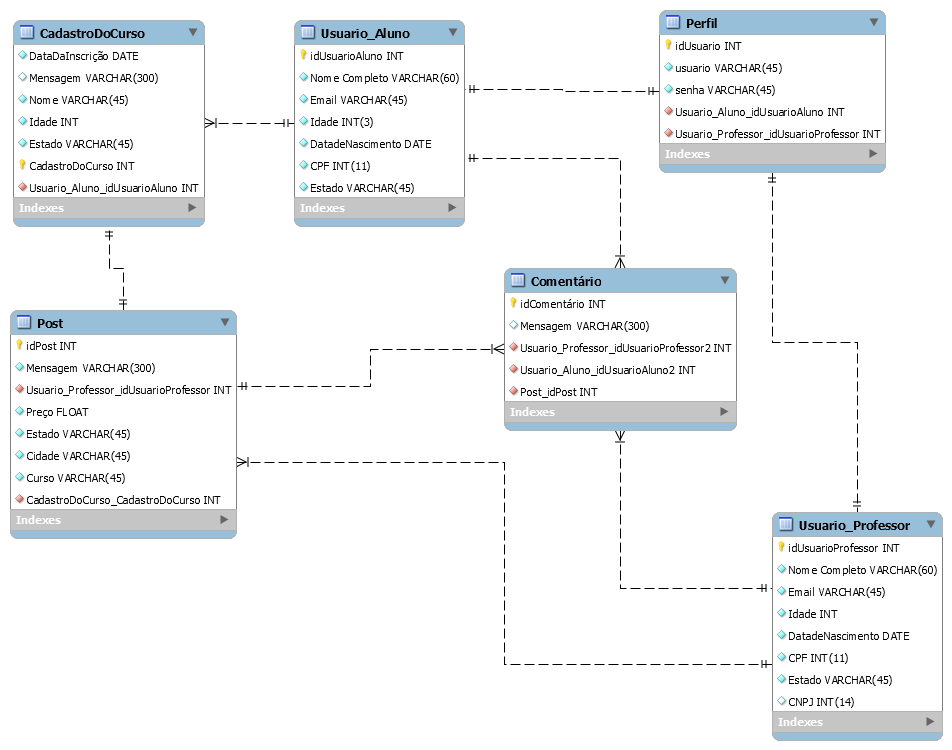 CadastroDoCurso
DataDaInscrição DATE
Mensagem VARCHAR(300)
Nome VARCHAR(45)
Idade INT
Estado VARCHAR(45)
CadastroDoCurso INT
Usuario_Aluno_idUsuarioAluno INT
Indexes
Usuario_Aluno
idUsuarioAluno INT
Nome Completo VARCHAR(60)
Email VARCHAR(45)
Idade INT(3)
DatadeNascimento DATE
CPF INT(11)
Estado VARCHAR(45)
Indexes
Perfil
idUsuario INT
usuario VARCHAR(45)
senha VARCHAR(45)
Usuario_Aluno_idUsuarioAluno INT
Usuario_Professor_idUsuarioProfessor INT
Indexes
Comentário
idComentário INT
Mensagem VARCHAR(300)
Usuario_Professor_idUsuarioProfessor2 INT
Usuario_Aluno_idUsuarioAluno2 INT
Post_idPost INT
Indexes
Post
idPost INT
Mensagem VARCHAR(300)
Usuario_Professor_idUsuarioProfessor INT
Preço FLOAT
Estado VARCHAR(45)
Cidade VARCHAR(45)
Curso VARCHAR(45)
CadastroDoCurso_CadastroDoCurso INT
Indexes
Usuario_Professor
idUsuarioProfessor INT
Nome Completo VARCHAR(60)
Email VARCHAR(45)
Idade INT
DatadeNascimento DATE
CPF INT(11)
Estado VARCHAR(45)
CNPJ INT(14)
Indexes